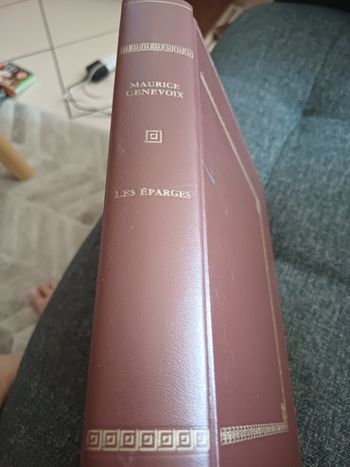 MAURICE
GENEVOIX
LES ÉPARGES